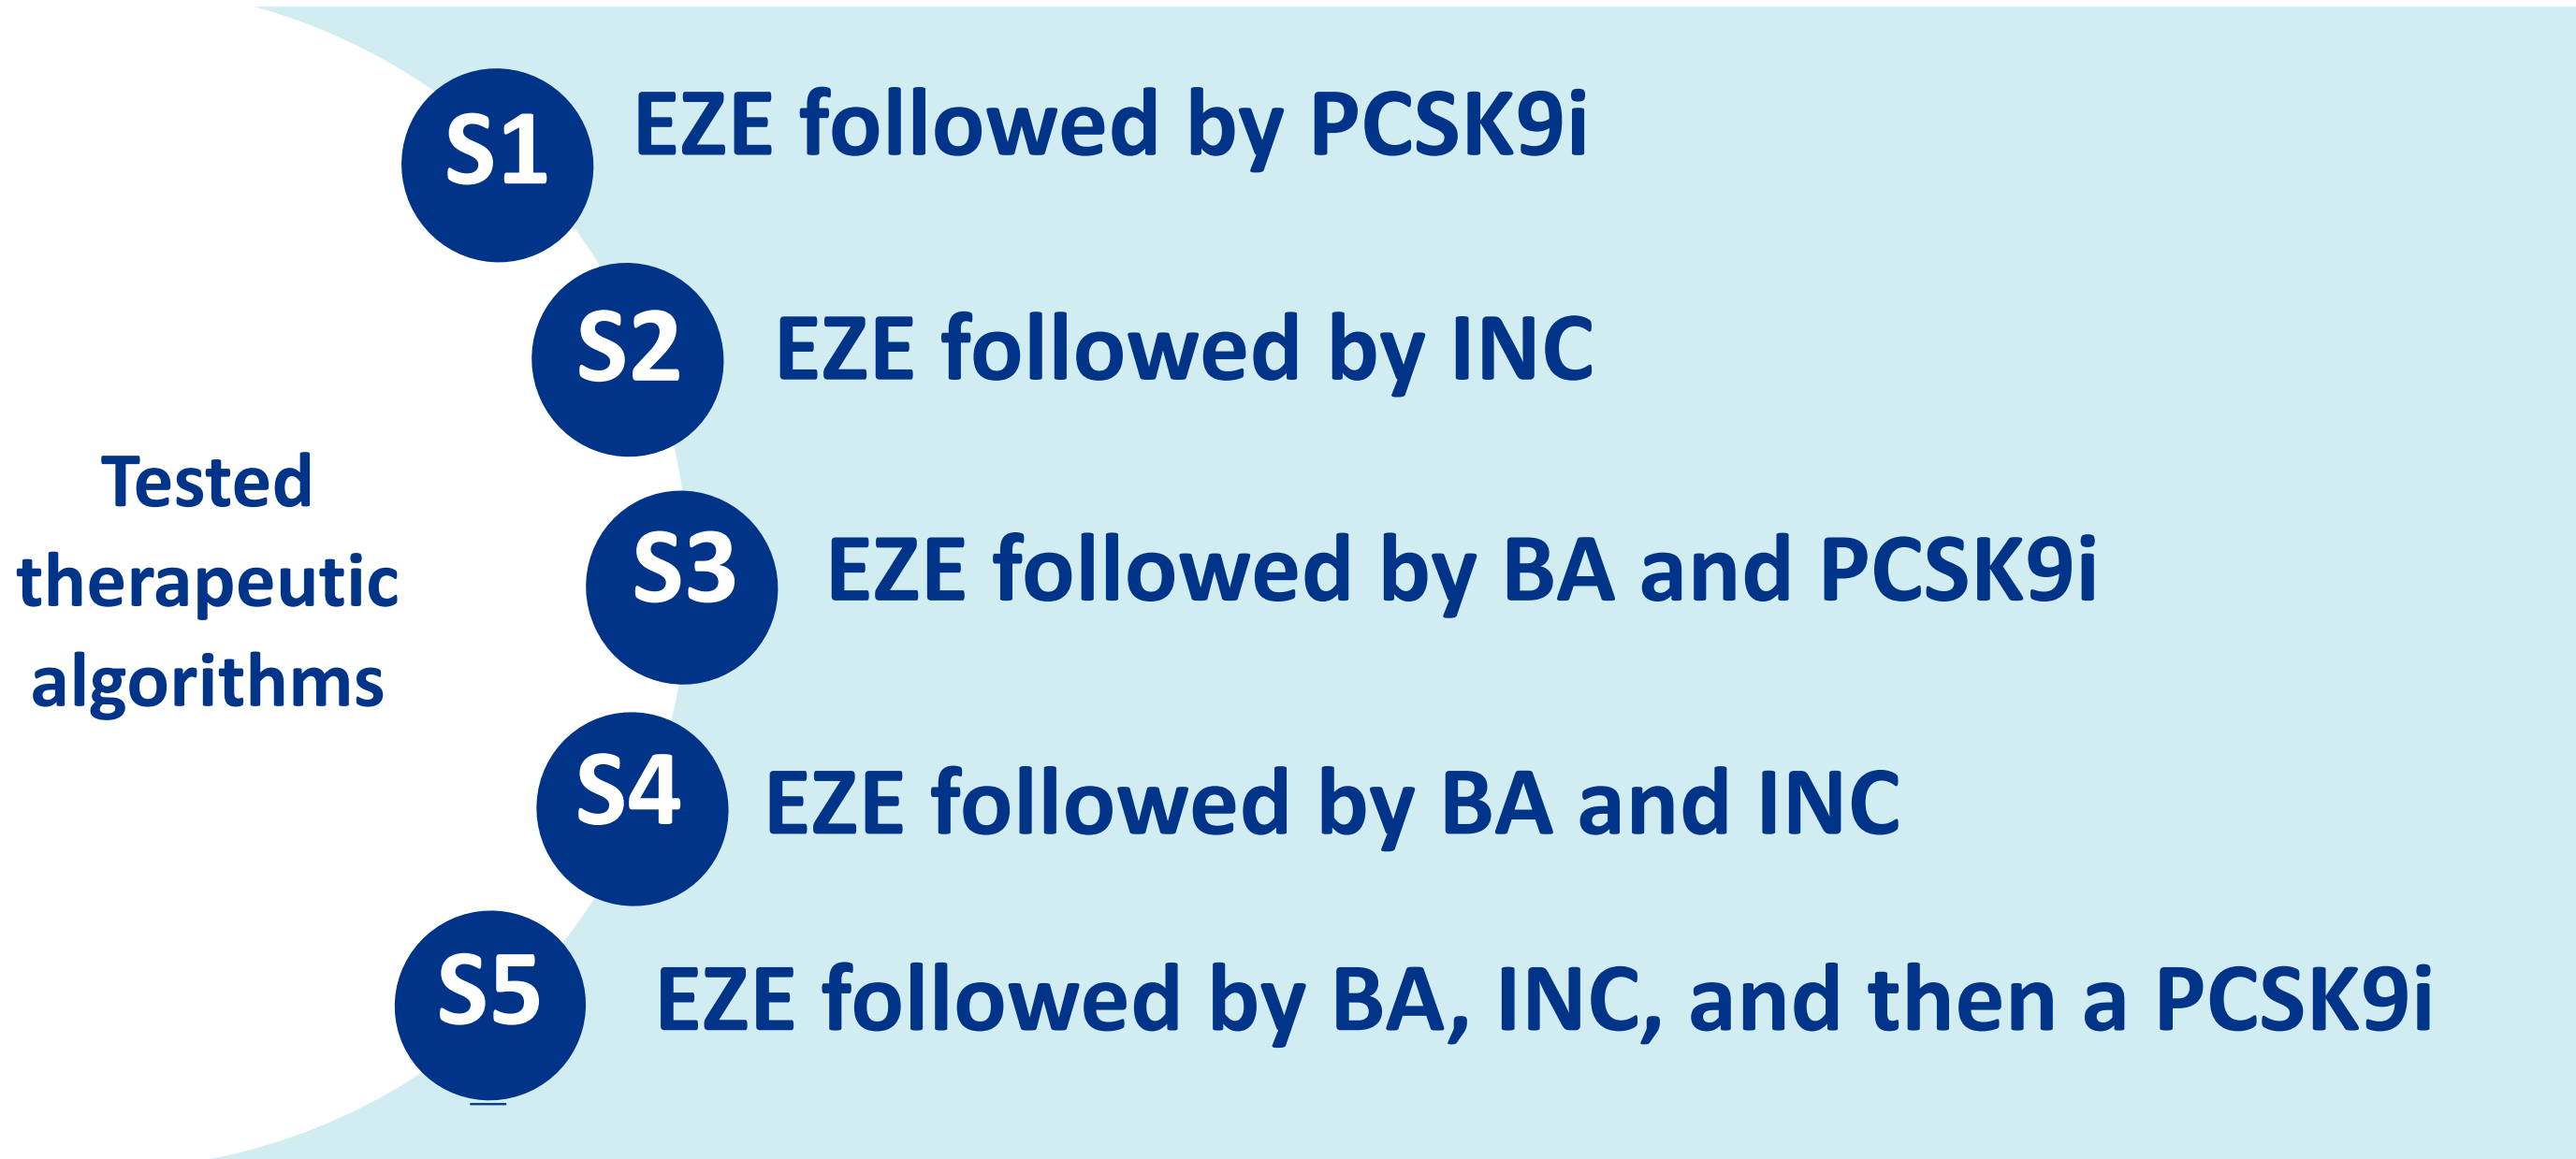 Tested
therapeutic
algorithms
S1
EZE followed by PCSK9i
S2
EZE followed by INC
S3
EZE followed by BA and PCSK9i
S4
EZE followed by BA and INC
S5
EZE followed by BA, INC, and then a PCSK9i